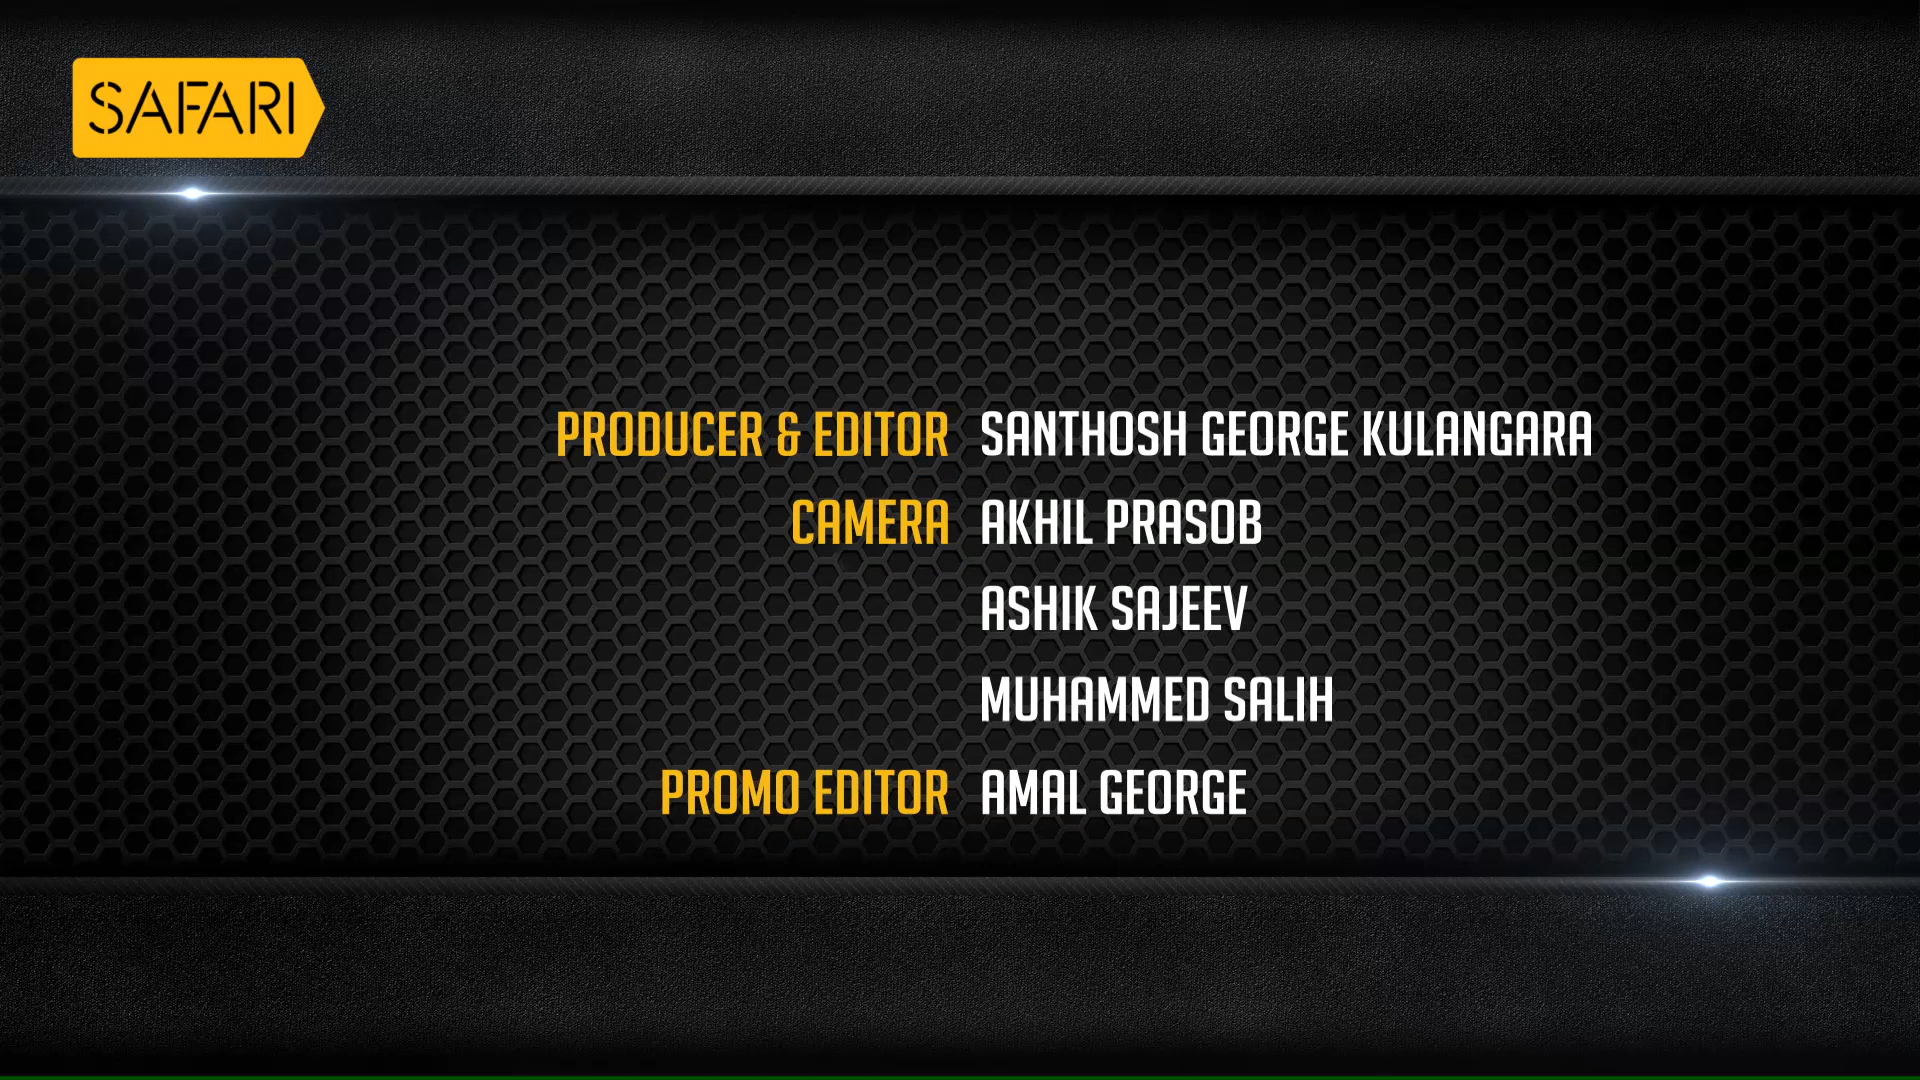 SAFARI
PRODUCER & EDITOR SANTHOSH GEORGE KULANGARA
CAMERA AKHIL PRASOB
ASHIK SAJEEV
MUHAMMED SALIH
PROMO EDITOR AMAL GEORGE